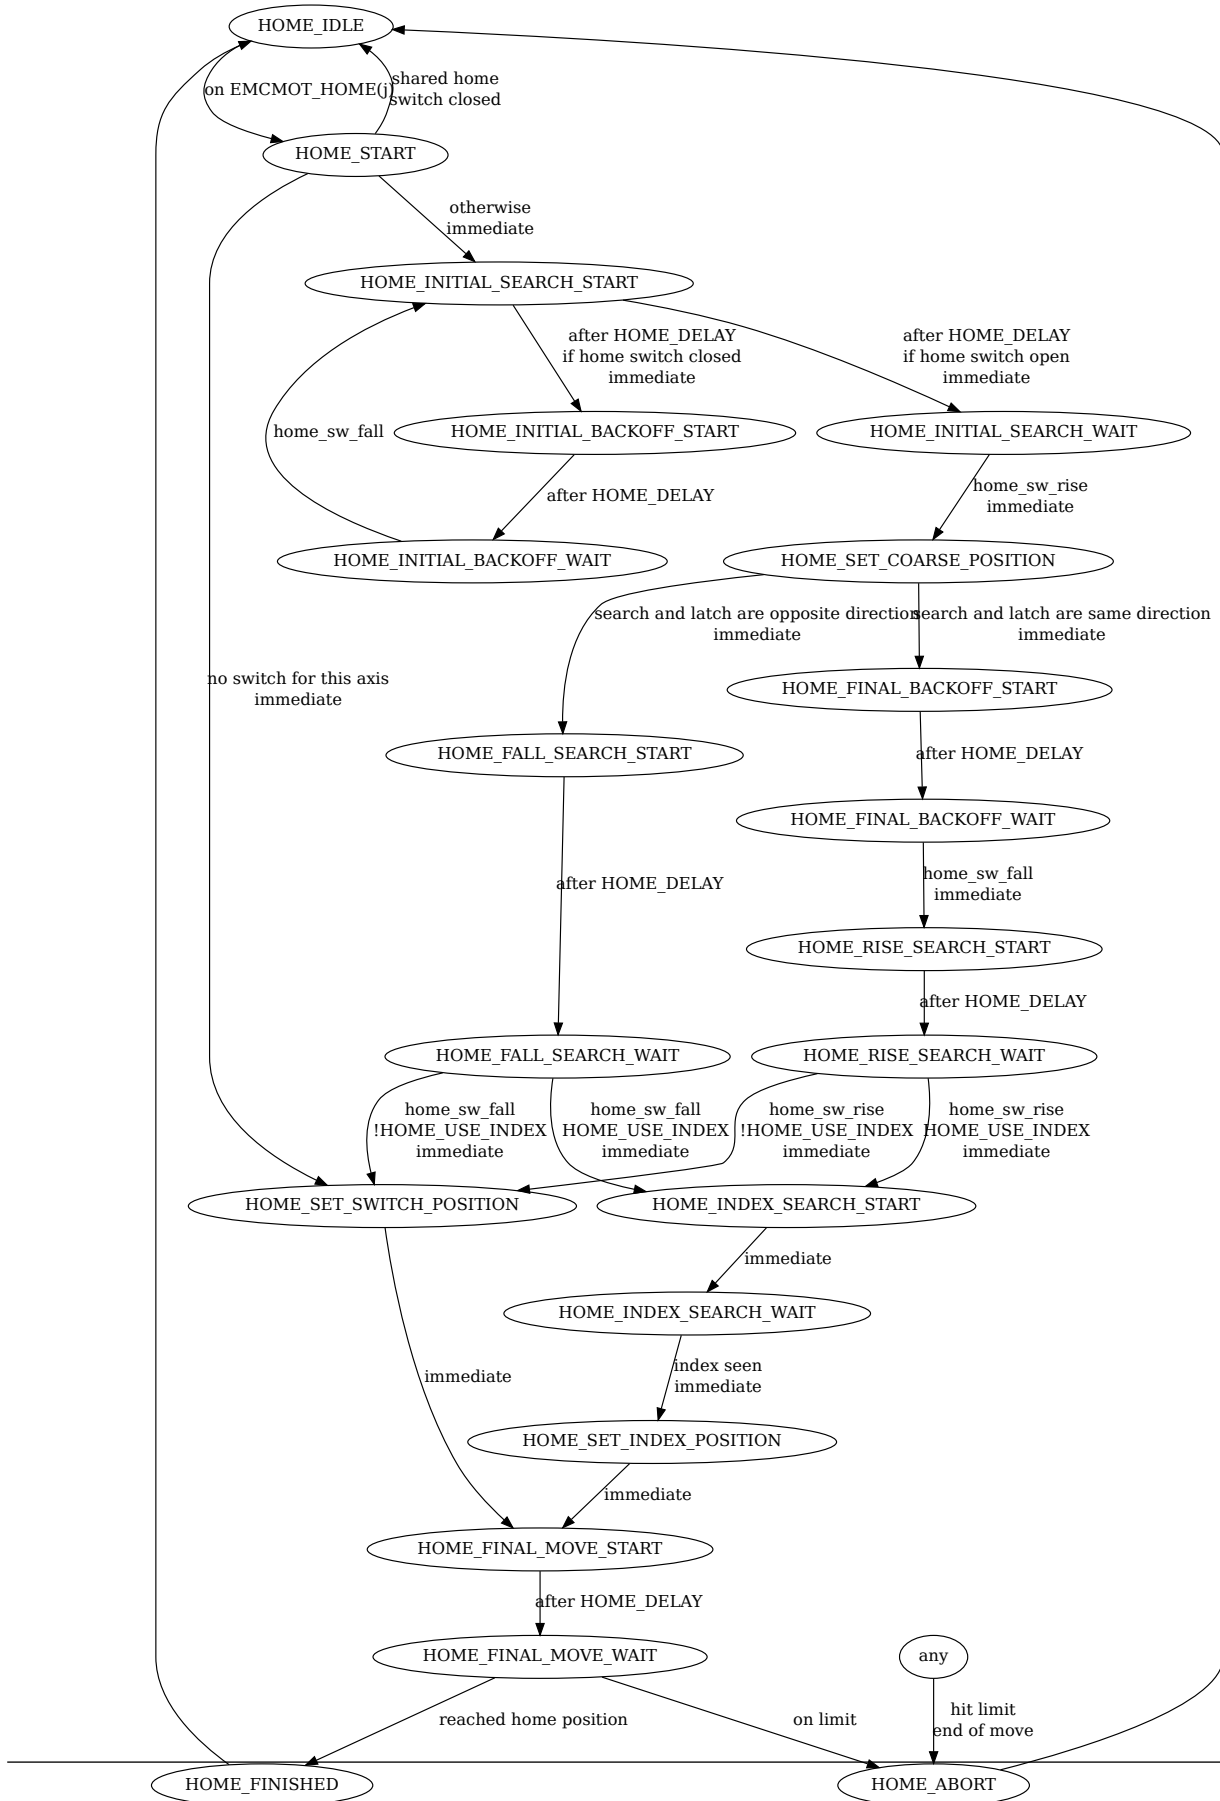 HOME_IDLE
on EMCMOT_HOME(j)
shared home
switch closed
HOME_START
otherwise
immediate
HOME_INITIAL_SEARCH_START
after HOME_DELAY
if home switch closed
immediate
after HOME_DELAY
if home switch open
immediate
home_sw_fall
HOME_INITIAL_BACKOFF_START
HOME_INITIAL_SEARCH_WAIT
after HOME_DELAY
home_sw_rise
immediate
HOME_INITIAL_BACKOFF_WAIT
HOME_SET_COARSE_POSITION
search and latch are opposite direction
immediate
search and latch are same direction
immediate
no switch for this axis
immediate
HOME_FINAL_BACKOFF_START
HOME_FALL_SEARCH_START
after HOME_DELAY
HOME_FINAL_BACKOFF_WAIT
after HOME_DELAY
home_sw_fall
immediate
HOME_RISE_SEARCH_START
after HOME_DELAY
HOME_FALL_SEARCH_WAIT
HOME_RISE_SEARCH_WAIT
home_sw_fall
!HOME_USE_INDEX
immediate
home_sw_fall
HOME_USE_INDEX
immediate
home_sw_rise
!HOME_USE_INDEX
immediate
home_sw_rise
HOME_USE_INDEX
immediate
HOME_SET_SWITCH_POSITION
HOME_INDEX_SEARCH_START
immediate
HOME_INDEX_SEARCH_WAIT
immediate
index seen
immediate
HOME_SET_INDEX_POSITION
immediate
HOME_FINAL_MOVE_START
after HOME_DELAY
HOME_FINAL_MOVE_WAIT
any
reached home position
on limit
hit limit
end of move
HOME_FINISHED
HOME_ABORT